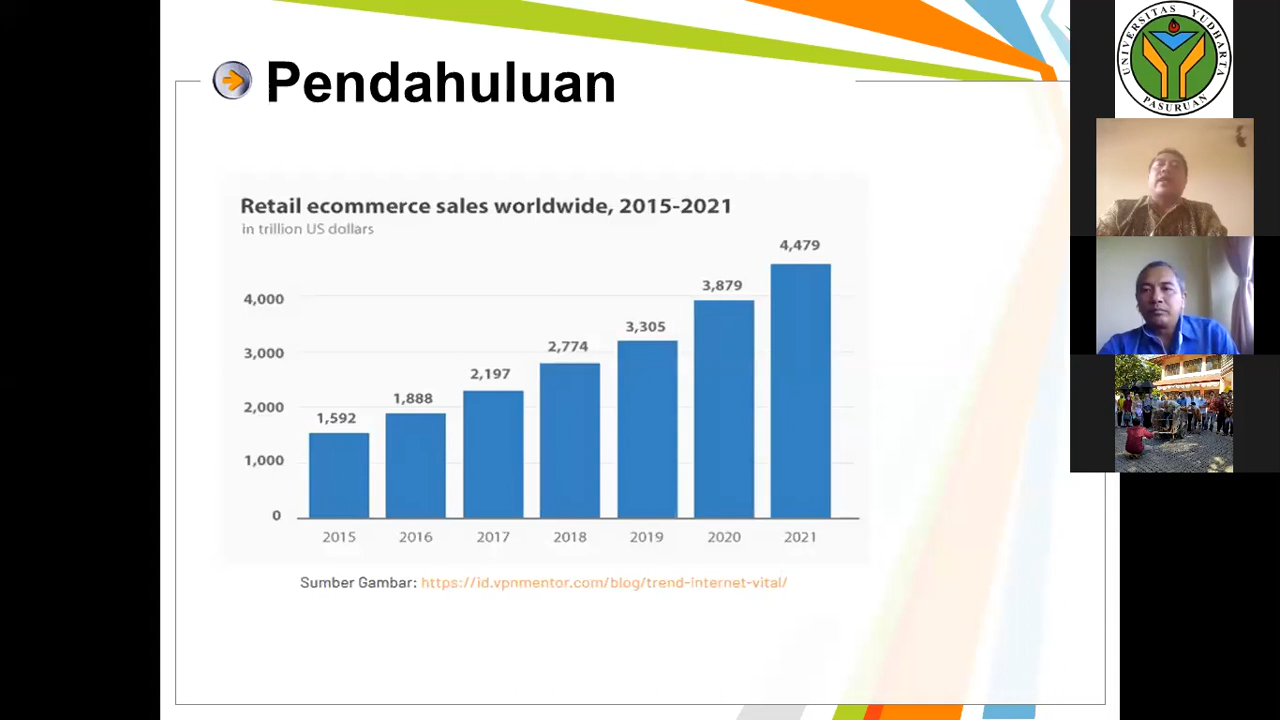 Pendahuluan
Retail ecommerce sales worldwide, 2015-2021
in trillion US dollars
4,479
3,879
3,305
2,774
2,197
1,888
1,592
4,000
3,000
2,000
1,000
0
2015 2016 2017 2018 2019 2020 2021
Sumber Gambar: https://id.vpnmentor.com/blog/trend-internet-vital/
UNIVERSITAS YUDHARTA
PASURUAN